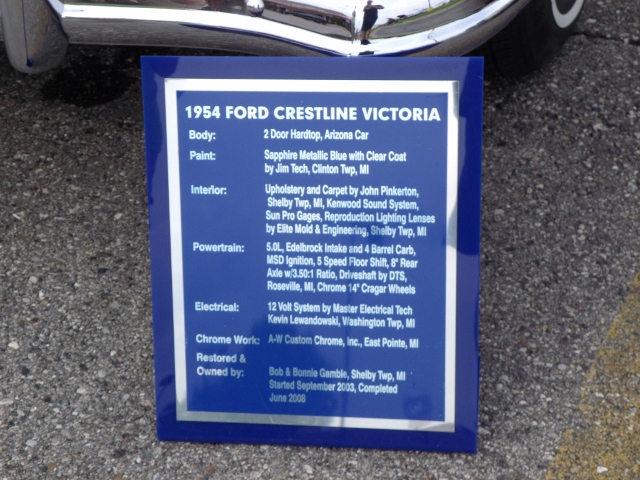 1954 FORD CRESTLINE VICTORIA
Body: 2 Door Hardtop, Arizona Car
Paint: Sapphire Metallic Blue with Clear Coat
by Jim Tech, Clinton Twp, MI
Interior: Upholstery and Carpet by John Pinkerton,
Shelby Twp, MI, Kenwood Sound System,
Sun Pro Gages, Reproduction Lighting Lenses
by Elite Mold & Engineering, Shelby Twp, MI
Powertrain: 5.0L, Edelbrock Intake and 4 Barrel Carb,
MSD Ignition, 5 Speed Floor Shift, 8" Rear
Axle w/3.50:1 Ratio, Driveshaft by DTS,
Roseville, MI, Chrome 14" Cragar Wheels
Electrical: 12 Volt System by Master Electrical Tech
Kevin Lewandowski, Washington Twp, MI
Chrome Work: A-W Custom Chrome, Inc., East Pointe, MI
Restored &
Owned by: Bob & Bonnie Gamble, Shelby Twp, MI
Started September 2003, Completed
June 2008